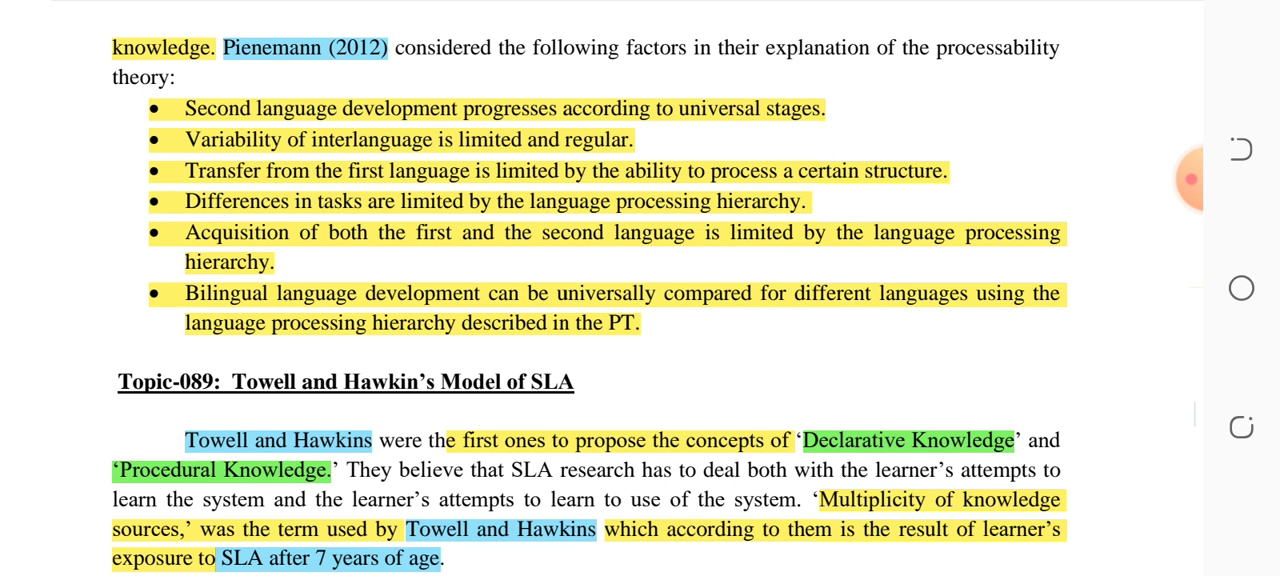 knowledge. Pienemann (2012) considered the following factors in their explanation of the processability
theory:
• Second language development progresses according to universal stages.
• Variability of interlanguage is limited and regular.
• Transfer from the first language is limited by the ability to process a certain structure.
• Differences in tasks are limited by the language processing hierarchy.
• Acquisition of both the first and the second language is limited by the language processing
hierarchy.
• Bilingual language development can be universally compared for different languages using the
language processing hierarchy described in the PT.
Topic-089: Towell and Hawkin’s Model of SLA
Towell and Hawkins were the first ones to propose the concepts of ‘Declarative Knowledge’ and
‘Procedural Knowledge.’ They believe that SLA research has to deal both with the learner’s attempts to
learn the system and the learner’s attempts to learn to use of the system. ‘Multiplicity of knowledge
sources,’ was the term used by Towell and Hawkins which according to them is the result of learner’s
exposure to SLA after 7 years of age.